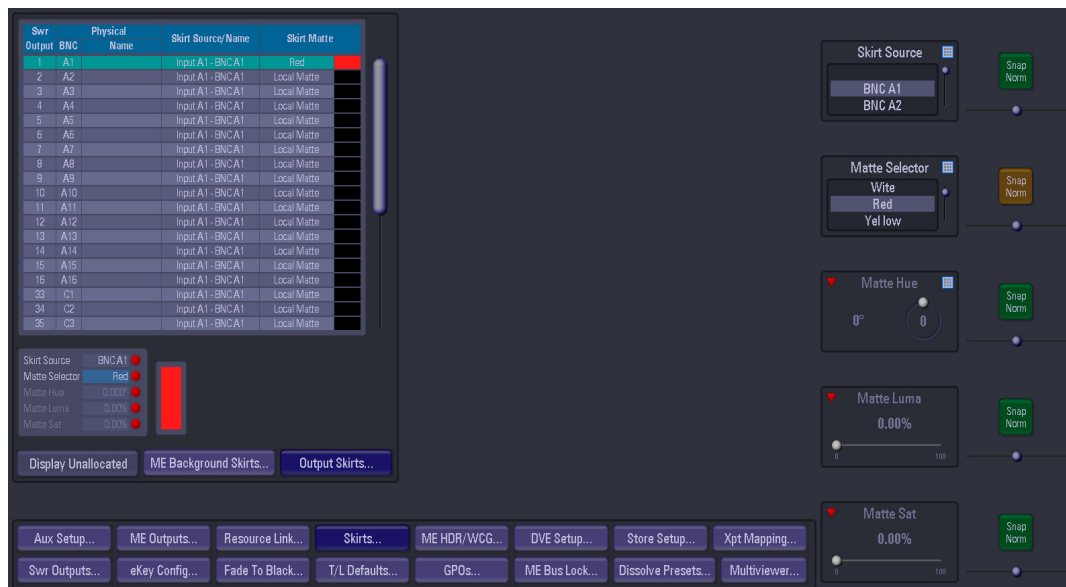 Swr Output BNC Physical Name Skirt Source/Name Skirt Matte
1 A1 Input A1 - BNC A1 Red
2 A2 Input A1 - BNC A1 Local Matte
3 A3 Input A1 - BNC A1 Local Matte
4 A4 Input A1 - BNC A1 Local Matte
5 A5 Input A1 - BNC A1 Local Matte
6 A6 Input A1 - BNC A1 Local Matte
7 A7 Input A1 - BNC A1 Local Matte
8 A8 Input A1 - BNC A1 Local Matte
9 A9 Input A1 - BNC A1 Local Matte
10 A10 Input A1 - BNC A1 Local Matte
11 A11 Input A1 - BNC A1 Local Matte
12 A12 Input A1 - BNC A1 Local Matte
13 A13 Input A1 - BNC A1 Local Matte
14 A14 Input A1 - BNC A1 Local Matte
15 A15 Input A1 - BNC A1 Local Matte
16 A16 Input A1 - BNC A1 Local Matte
33 C1 Input A1 - BNC A1 Local Matte
34 C2 Input A1 - BNC A1 Local Matte
35 C3 Input A1 - BNC A1 Local Matte
Skirt Source BNC A1
Matte Selector Red
Matte Hue 0.000°
Matte Luma 0.00%
Matte Sat 0.00%
Display Unallocated ME Background Skirts... Output Skirts...
Skirt Source
BNC A1
BNC A2
Snap Norm
Matte Selector
Wite
Red
Yel low
Snap Norm
Matte Hue
0° 0
Snap Norm
Matte Luma
0.00%
0 100
Snap Norm
Matte Sat
0.00%
0 100
Snap Norm
Aux Setup... ME Outputs... Resource Link... Skirts... ME HDR/WCG... DVE Setup... Store Setup... Xpt Mapping...
Swr Outputs... eKey Config... Fade To Black... T/L Defaults... GPOs... ME Bus Lock... Dissolve Presets... Multiviewer...